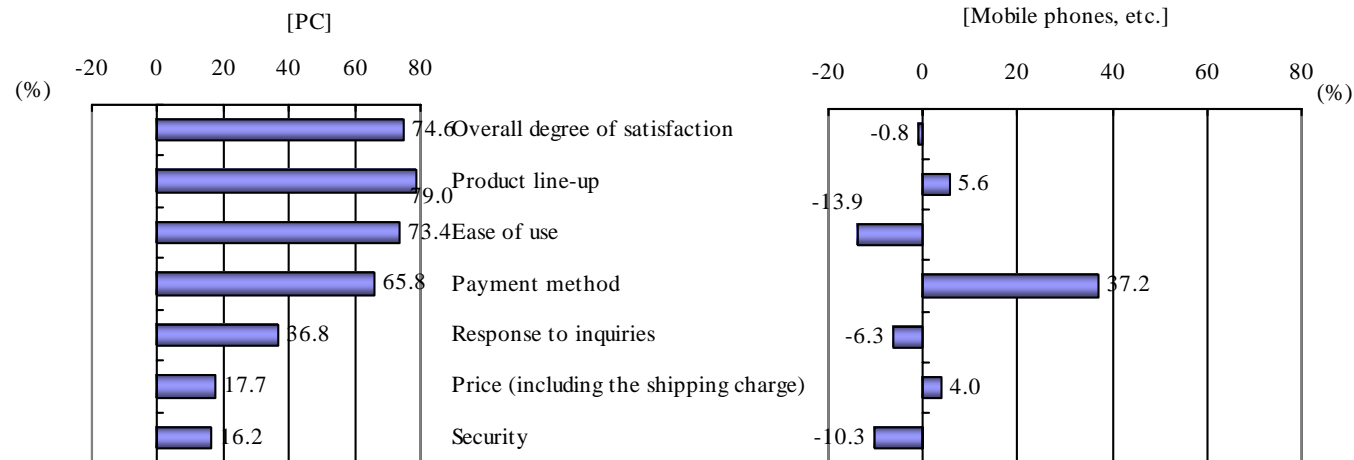 [PC]
[Mobile phones, etc.]
-20 0 20 40 60 80
-20 0 20 40 60 80
(%)
(%)
74.6 Overall degree of satisfaction -0.8
79.0 Product line-up 5.6
73.4 Ease of use -13.9
65.8 Payment method 37.2
36.8 Response to inquiries -6.3
17.7 Price (including the shipping charge) 4.0
16.2 Security -10.3